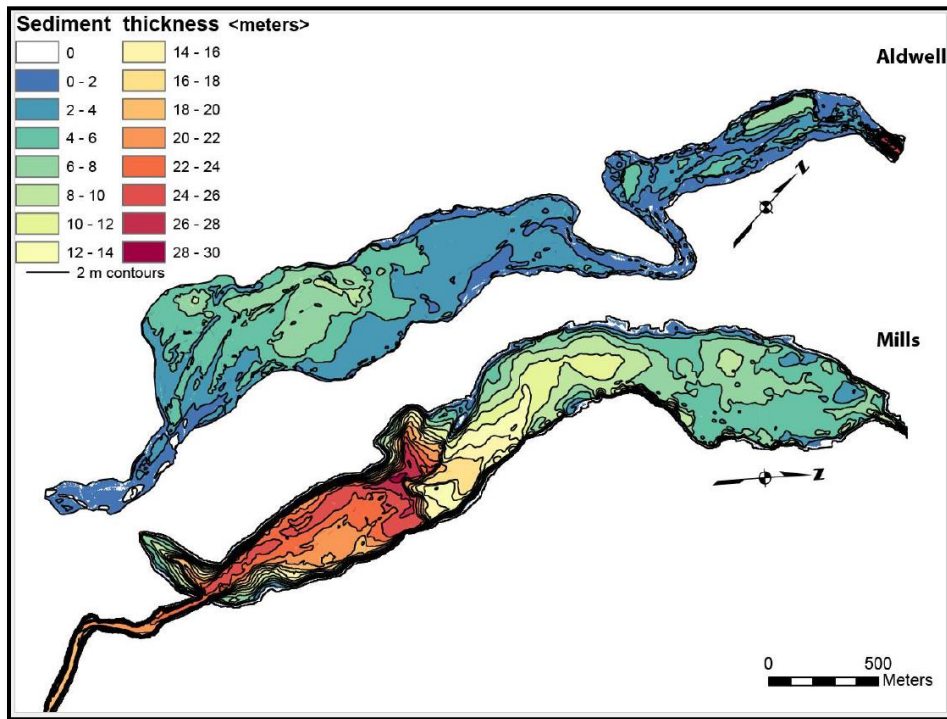 Sediment thickness <meters>
0
0 - 2
2 - 4
4 - 6
6 - 8
8 - 10
10 - 12
12 - 14
14 - 16
16 - 18
18 - 20
20 - 22
22 - 24
24 - 26
26 - 28
28 - 30
2 m contours
Aldwell
N
Mills
N
0 500
Meters